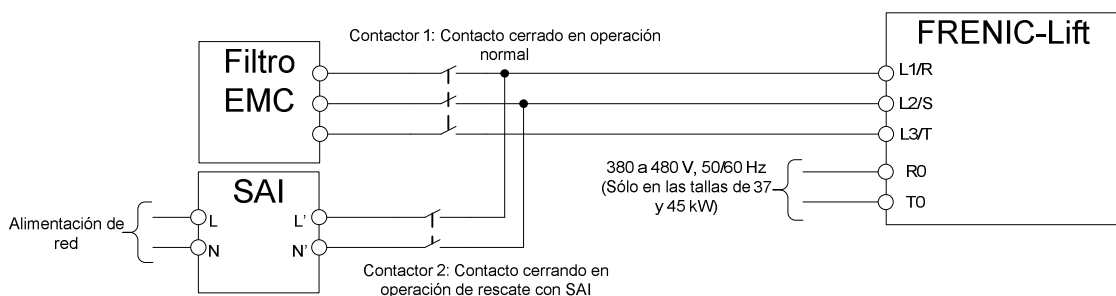 Contactor 1: Contacto cerrado en operación
normal
Filtro
EMC
FRENIC-Lift
L1/R
L2/S
L3/T
R0
T0
380 a 480 V, 50/60 Hz
(Sólo en las tallas de 37
y 45 kW)
SAI
Alimentación de
red
L
N
L'
N'
Contactor 2: Contacto cerrando en
operación de rescate con SAI